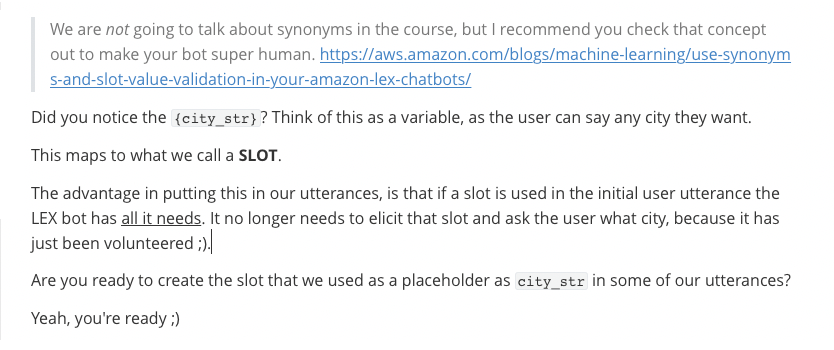 We are not going to talk about synonyms in the course, but I recommend you check that concept
out to make your bot super human. https://aws.amazon.com/blogs/machine-learning/use-synonym
s-and-slot-value-validation-in-your-amazon-lex-chatbots/
Did you notice the {city_str}? Think of this as a variable, as the user can say any city they want.
This maps to what we call a SLOT.
The advantage in putting this in our utterances, is that if a slot is used in the initial user utterance the
LEX bot has all it needs. It no longer needs to elicit that slot and ask the user what city, because it has
just been volunteered ;).
Are you ready to create the slot that we used as a placeholder as city_str in some of our utterances?
Yeah, you're ready ;)